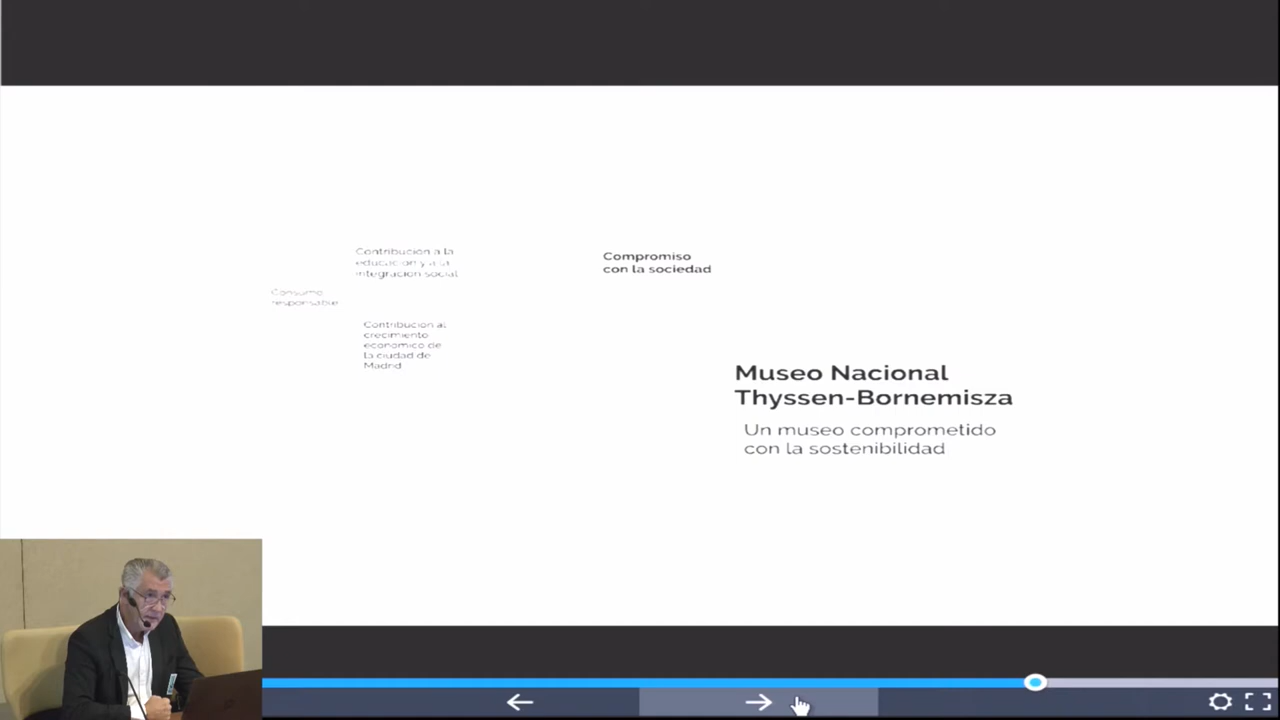 Contribución a la
educación y a la
integración social
Consumo
responsable
Contribución al
crecimiento
económico de
la ciudad de
Madrid
Compromiso
con la sociedad
Museo Nacional
Thyssen-Bornemisza
Un museo comprometido
con la sostenibilidad